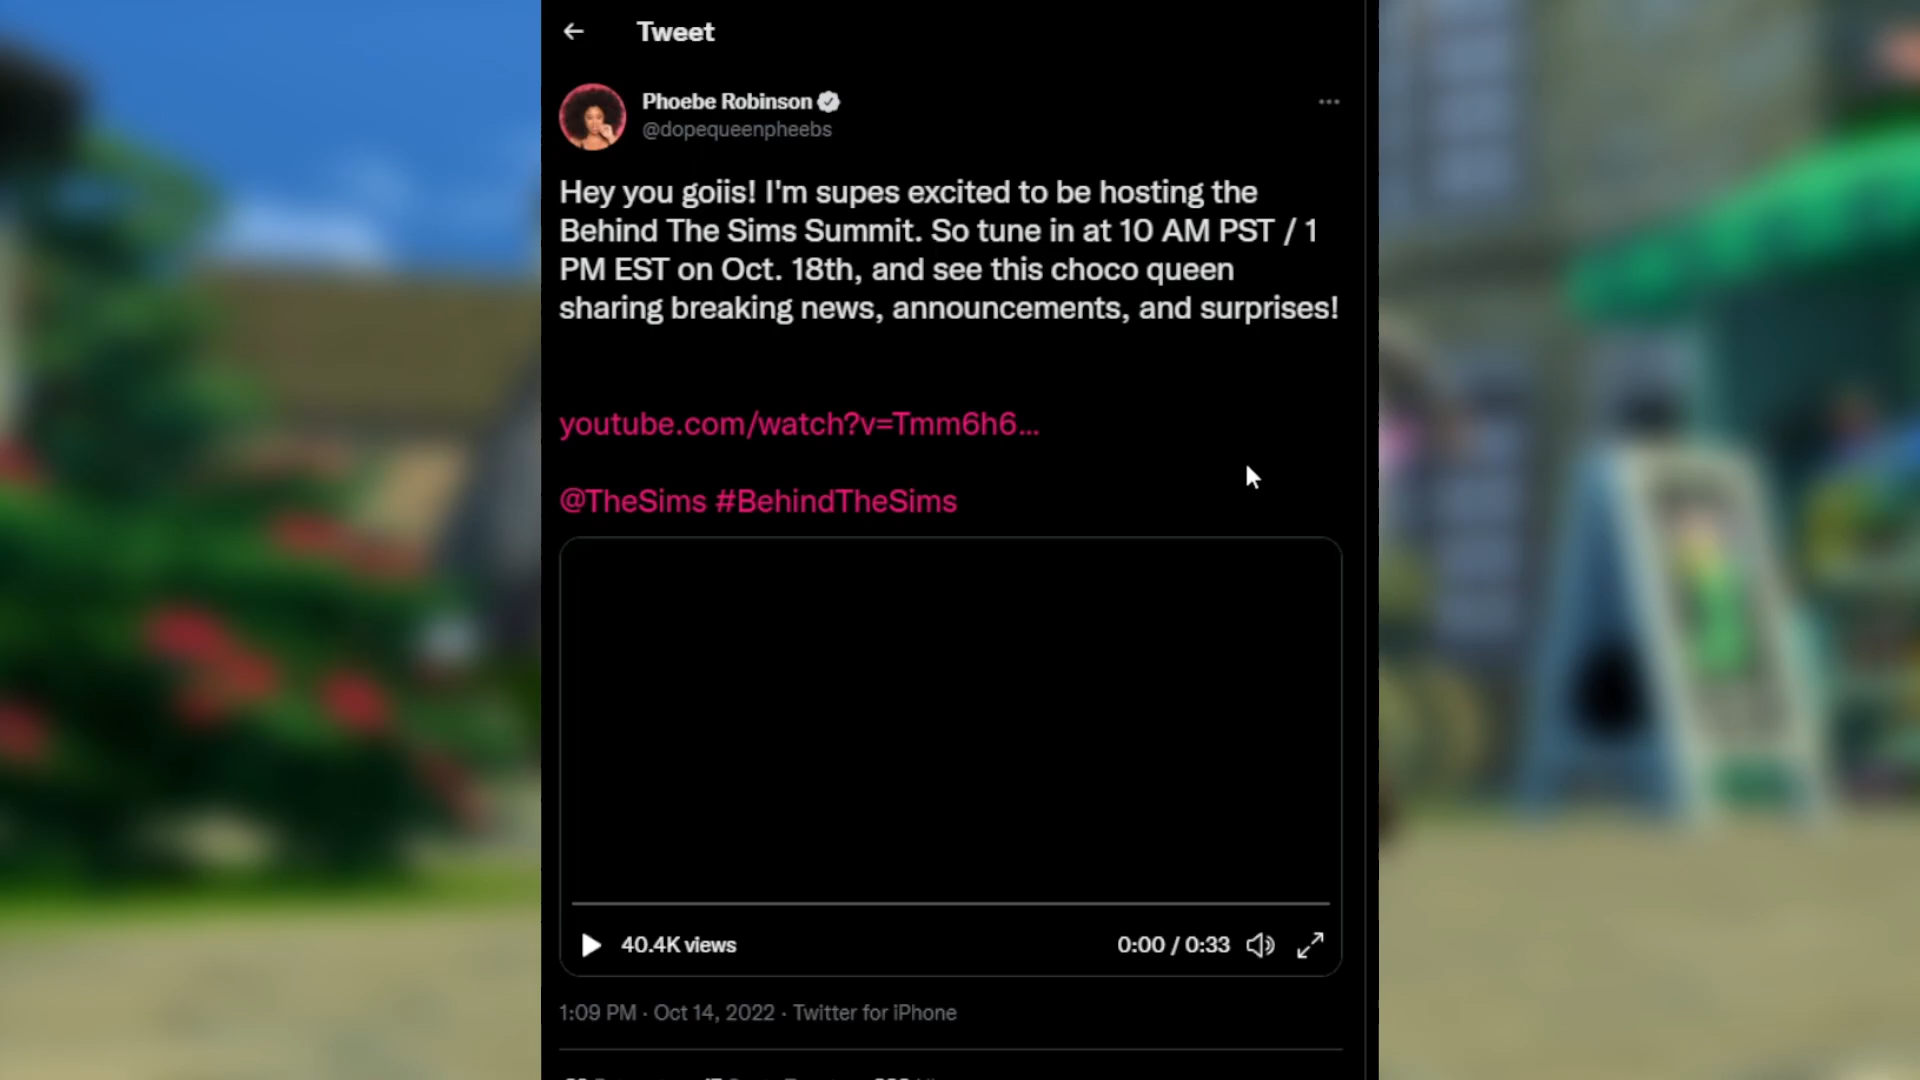 Tweet
Phoebe Robinson
@dopequeenpheebs
Hey you goiis! I'm supes excited to be hosting the
Behind The Sims Summit. So tune in at 10 AM PST / 1
PM EST on Oct. 18th, and see this choco queen
sharing breaking news, announcements, and surprises!
youtube.com/watch?v=Tmm6h6...
@TheSims #BehindTheSims
40.4K views
0:00 / 0:33
1:09 PM · Oct 14, 2022 · Twitter for iPhone